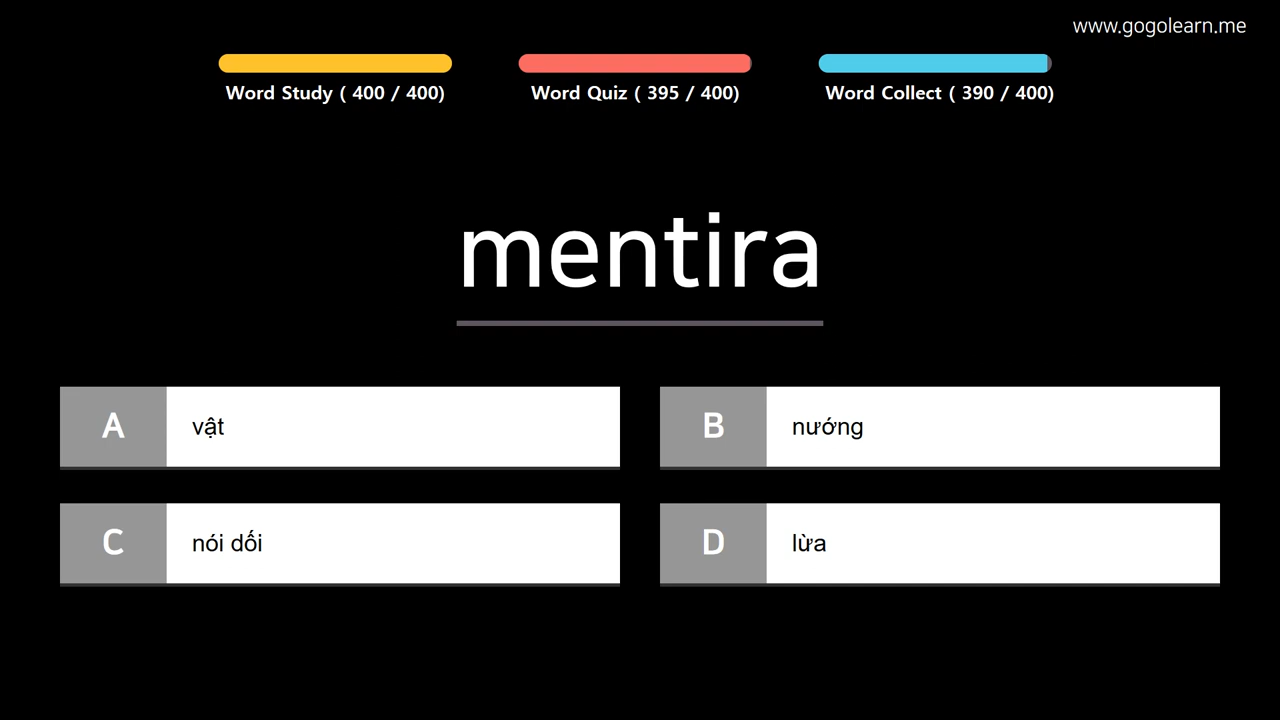 www.gogolearn.me
Word Study ( 400 / 400)
Word Quiz ( 395 / 400)
Word Collect ( 390 / 400)
mentira
A vật
B nướng
C nói dối
D lừa